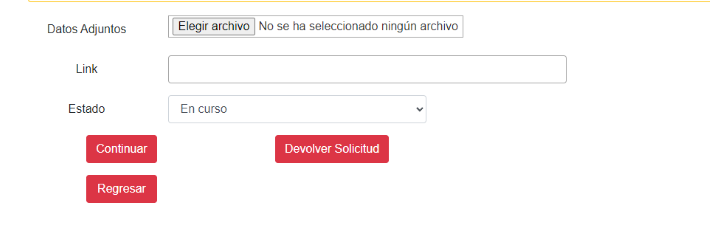 Datos Adjuntos Elegir archivo No se ha seleccionado ningún archivo
Link
Estado En curso
Continuar Devolver Solicitud
Regresar